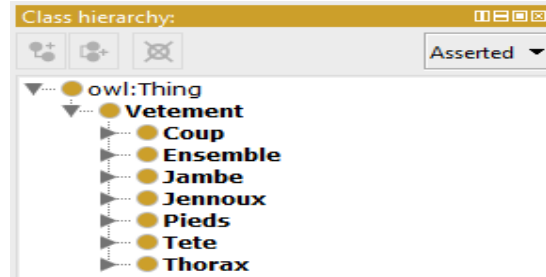 Class hierarchy:
Asserted
owl:Thing
Vetement
Coup
Ensemble
Jambe
Jennoux
Pieds
Tete
Thorax